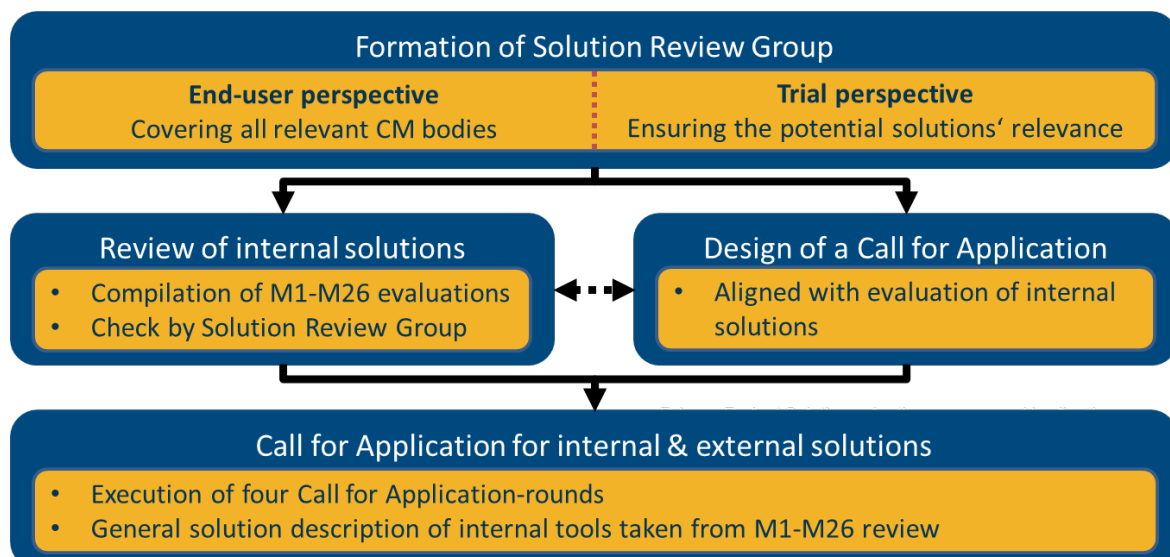 Formation of Solution Review Group
End-user perspective
Covering all relevant CM bodies
Trial perspective
Ensuring the potential solutions‘ relevance
Review of internal solutions
• Compilation of M1-M26 evaluations
• Check by Solution Review Group
Design of a Call for Application
• Aligned with evaluation of internal
solutions
Call for Application for internal & external solutions
• Execution of four Call for Application-rounds
• General solution description of internal tools taken from M1-M26 review